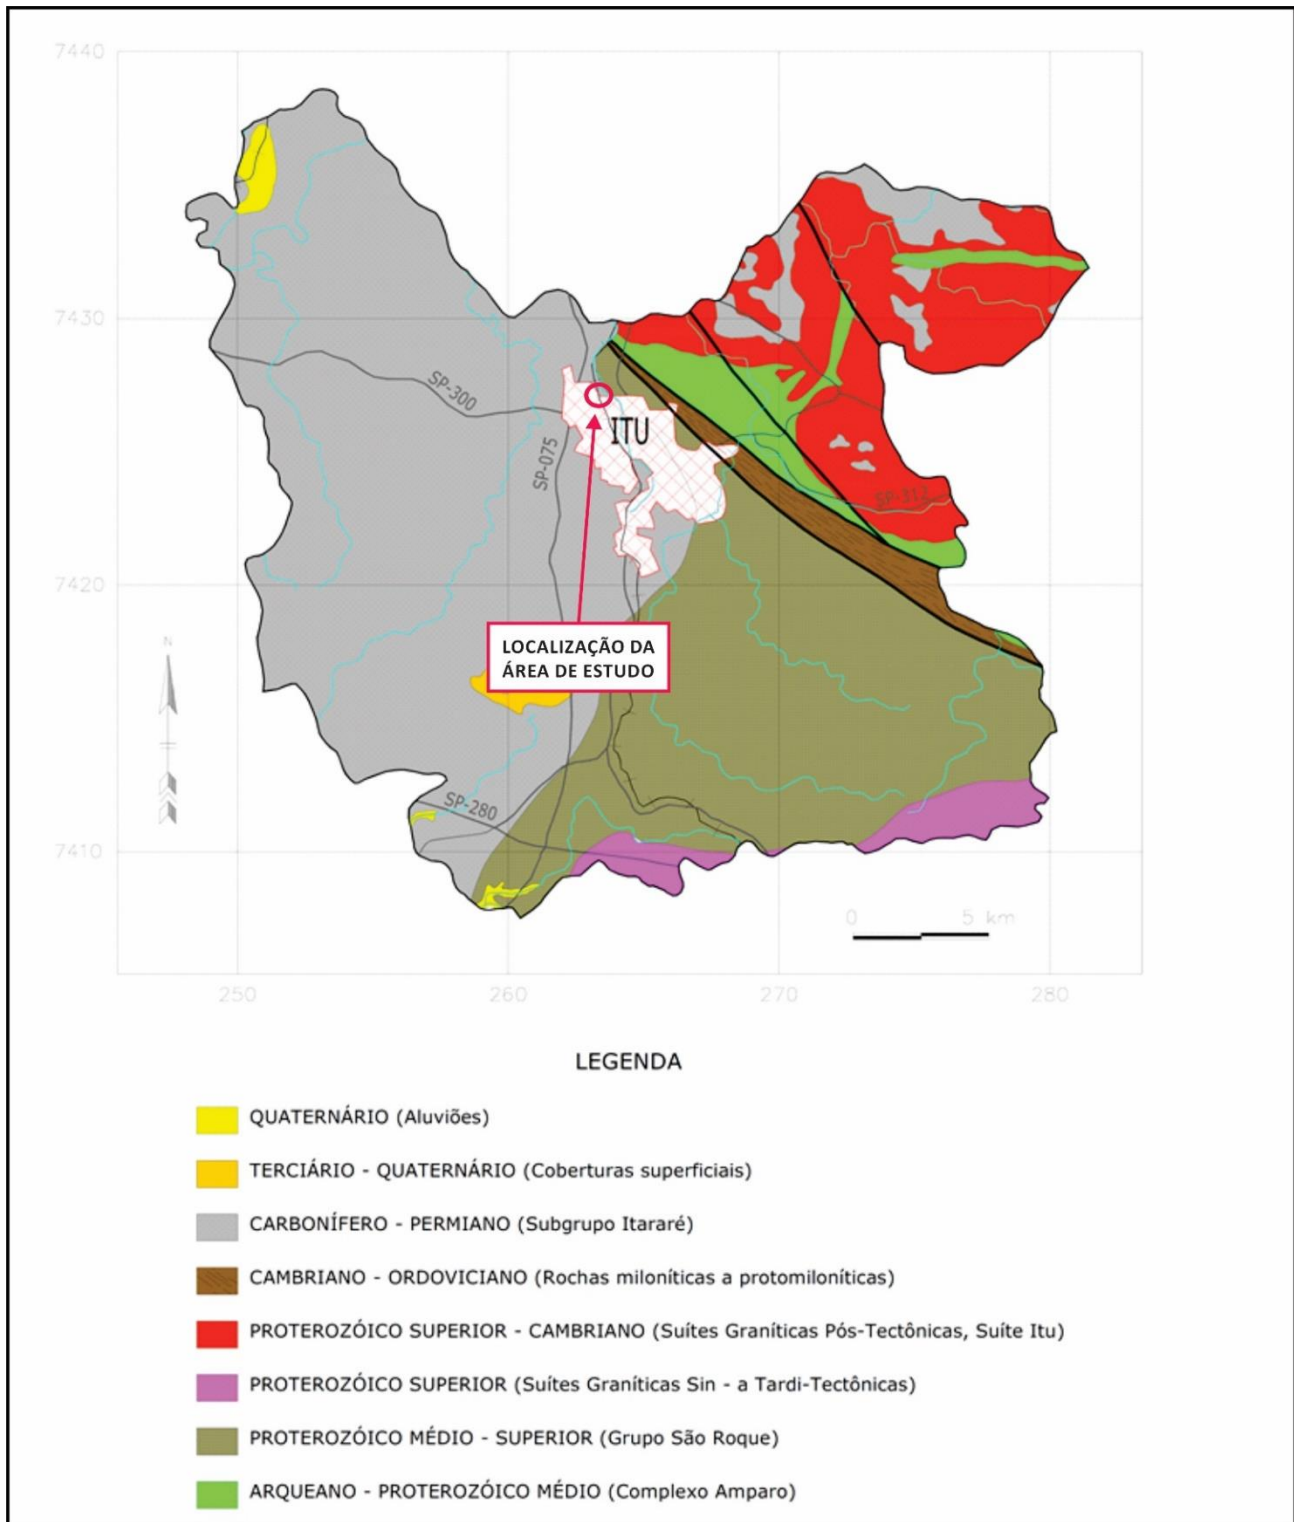 7440
7430
SP-300
ITU
SP-075
SP-312
7420
N
LOCALIZAÇÃO DA
ÁREA DE ESTUDO
SP-280
7410
0 5 km
250 260 270 280
LEGENDA
QUATERNÁRIO (Aluviões)
TERCIÁRIO - QUATERNÁRIO (Coberturas superficiais)
CARBONÍFERO - PERMIANO (Subgrupo Itararé)
CAMBRIANO - ORDOVICIANO (Rochas miloníticas a protomiloníticas)
PROTEROZÓICO SUPERIOR - CAMBRIANO (Suítes Graníticas Pós-Tectônicas, Suíte Itu)
PROTEROZÓICO SUPERIOR (Suítes Graníticas Sin - a Tardi-Tectônicas)
PROTEROZÓICO MÉDIO - SUPERIOR (Grupo São Roque)
ARQUEANO - PROTEROZÓICO MÉDIO (Complexo Amparo)